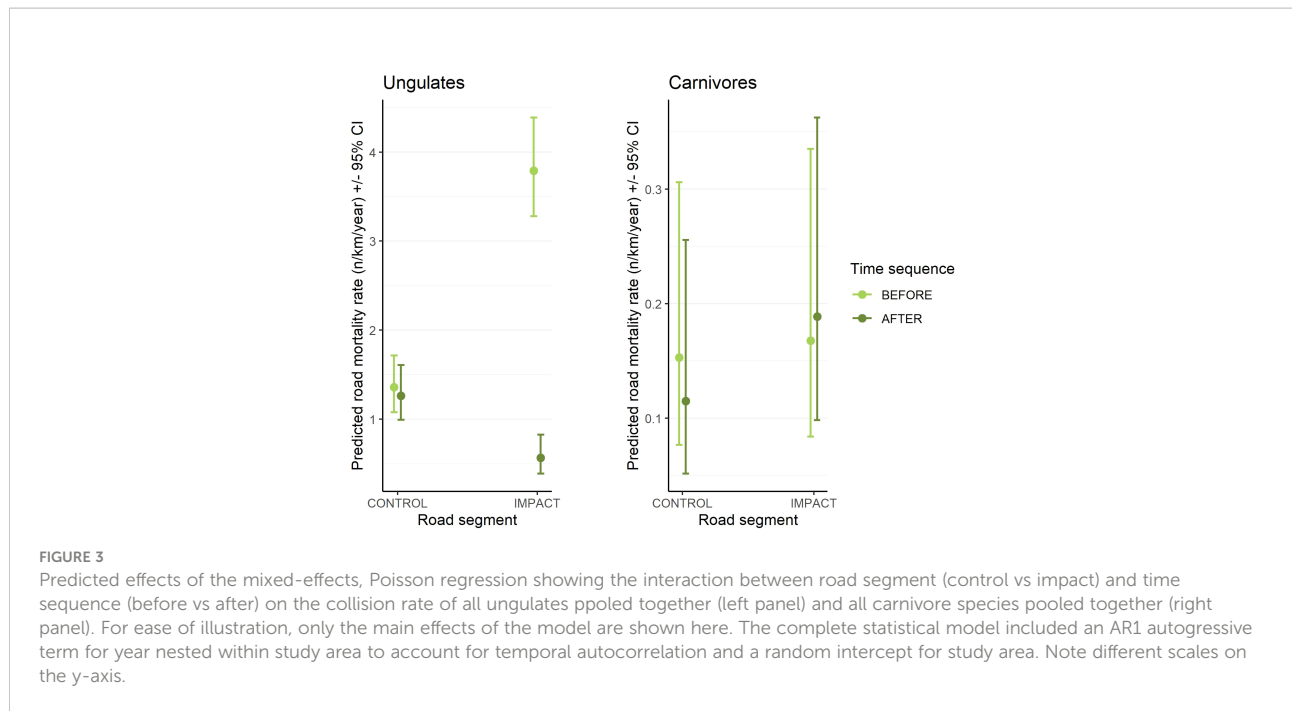 Ungulates
Predicted road mortality rate (n/km/year) +/- 95% CI
4
3
2
1
CONTROL
IMPACT
Road segment
Carnivores
Predicted road mortality rate (n/km/year) +/- 95% CI
0.3
0.2
0.1
CONTROL
IMPACT
Road segment
Time sequence
BEFORE
AFTER
FIGURE 3
Predicted effects of the mixed-effects, Poisson regression showing the interaction between road segment (control vs impact) and time
sequence (before vs after) on the collision rate of all ungulates ppoled together (left panel) and all carnivore species pooled together (right
panel). For ease of illustration, only the main effects of the model are shown here. The complete statistical model included an AR1 autogressive
term for year nested within study area to account for temporal autocorrelation and a random intercept for study area. Note different scales on
the y-axis.